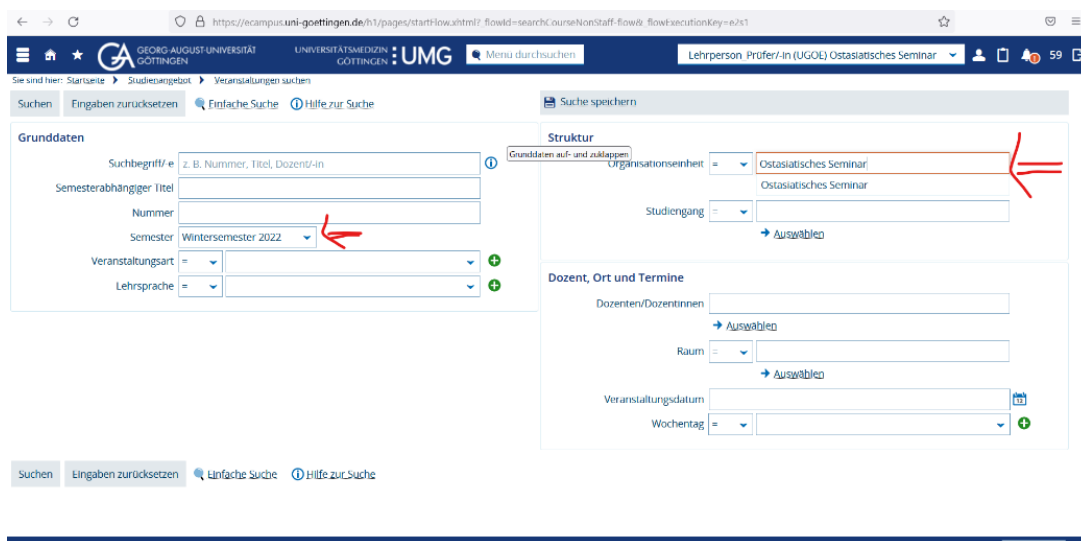 https://ecampus.uni-goettingen.de/h1/pages/startFlow.xhtml?_flowId=searchCourseNonStaff-flow&_flowExecutionKey=e2s1
GEORG-AUGUST-UNIVERSITÄT GÖTTINGEN
UNIVERSITÄTSMEDIZIN GÖTTINGEN UMG
Menü durchsuchen
Lehrperson_Prüfer/-in (UGOE) Ostasiatisches Seminar
59
Sie sind hier: Startseite Studienangebot Veranstaltungen suchen
Suchen Eingaben zurücksetzen Einfache Suche Hilfe zur Suche
Suche speichern
Grunddaten
Suchbegriff/-e z. B. Nummer, Titel, Dozent/-in
Semesterabhängiger Titel
Nummer
Semester Wintersemester 2022
Veranstaltungsart =
Lehrsprache =
Struktur
Grunddaten auf- und zuklappen
Organisationseinheit = Ostasiatisches Seminar
Ostasiatisches Seminar
Studiengang =
Auswählen
Dozent, Ort und Termine
Dozenten/Dozentinnen
Auswählen
Raum =
Auswählen
Veranstaltungsdatum
12
Wochentag =
Suchen Eingaben zurücksetzen Einfache Suche Hilfe zur Suche